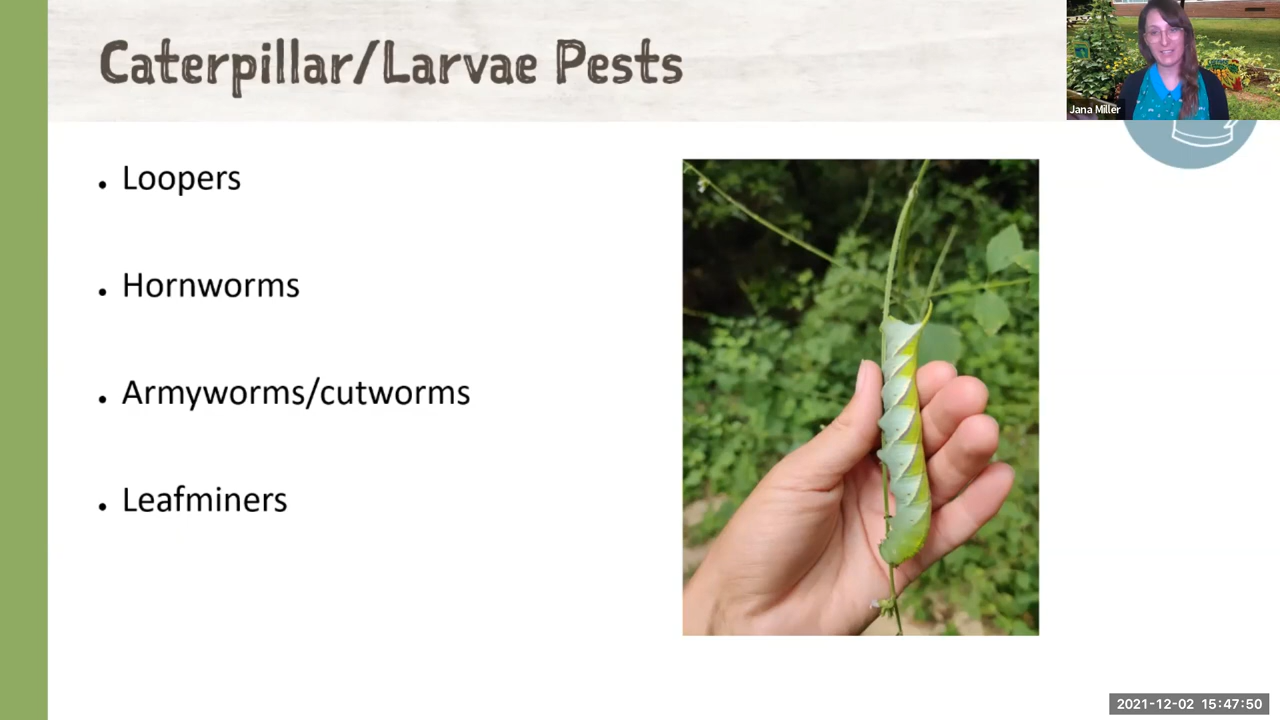 Caterpillar/Larvae Pests
Jana Miller
• Loopers
• Hornworms
• Armyworms/cutworms
• Leafminers
2021-12-02 15:47:50